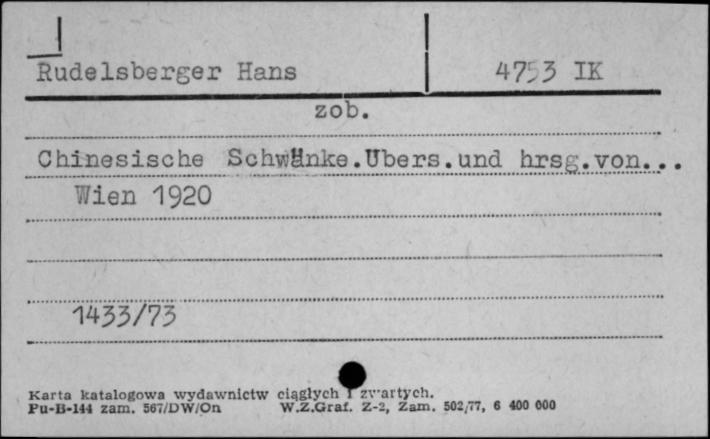 Rudelsberger Hans 4753 IK
zob.
Chinesische Schwänke.Ubers.und hrsg.von...
Wien 1920
1433/73
Karta katalogowa wydawnictw ciągłych i zwartych.
Pu-B-144 zam. 567/DW/On W.Z.Graf. Z-2, Zam. 502/77, 6 400 000